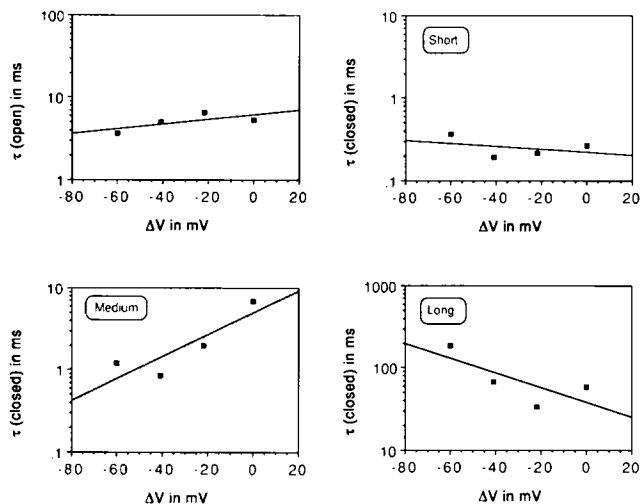 100
10
1
τ (open) in ms
-80 -60 -40 -20 0 20
ΔV in mV
Short
1
.1
τ (closed) in ms
-80 -60 -40 -20 0 20
ΔV in mV
Medium
10
1
.1
τ (closed) in ms
-80 -60 -40 -20 0 20
ΔV in mV
Long
1000
100
10
τ (closed) in ms
-80 -60 -40 -20 0 20
ΔV in mV